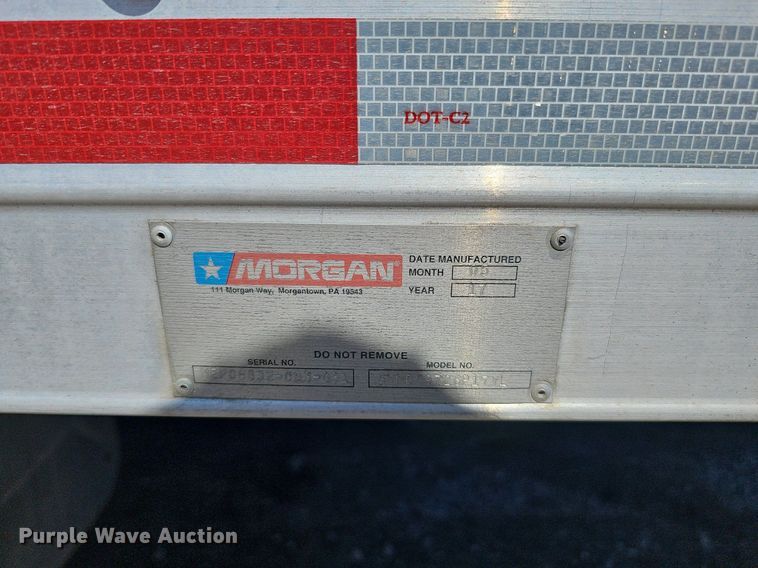 DOT-C2
MORGAN®
DATE MANUFACTURED
MONTH
YEAR 17
111 Morgan Way, Morgantown, PA 19543
DO NOT REMOVE
SERIAL NO.
MODEL NO.
Purple Wave Auction®